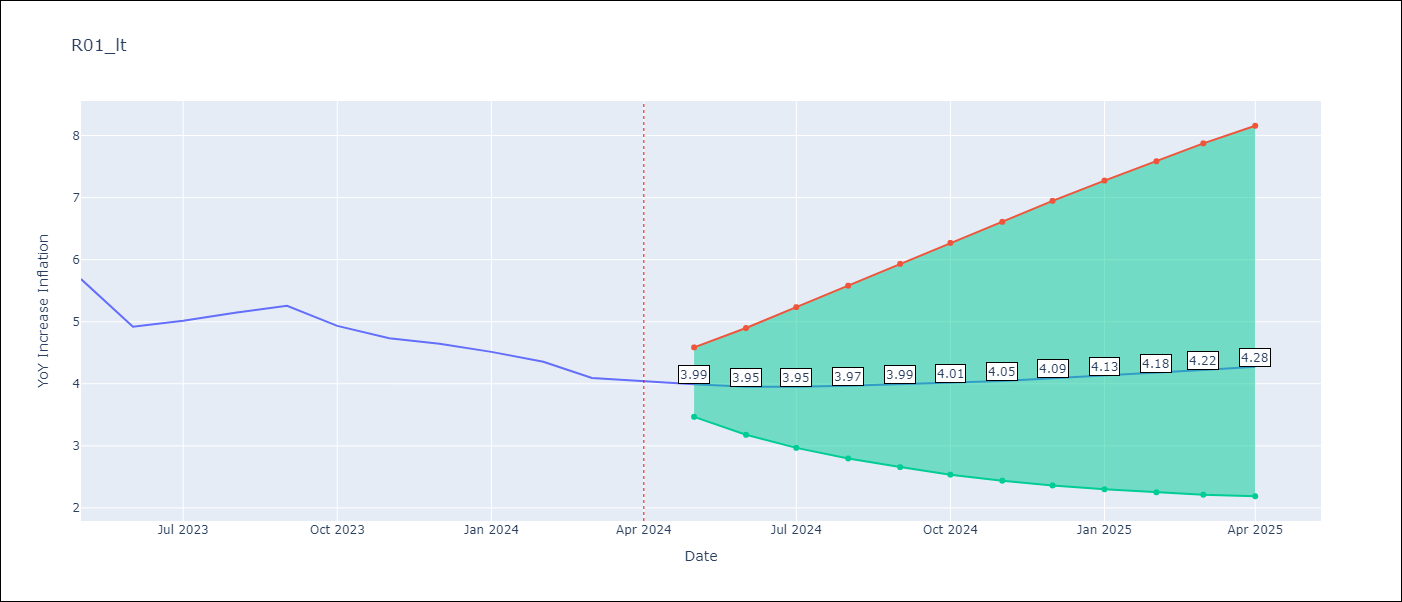 R01_lt
YoY Increase Inflation
8
7
6
5
4
3
2
3.99
3.95
3.95
3.97
3.99
4.01
4.05
4.09
4.13
4.18
4.22
4.28
Jul 2023
Oct 2023
Jan 2024
Apr 2024
Jul 2024
Oct 2024
Jan 2025
Apr 2025
Date